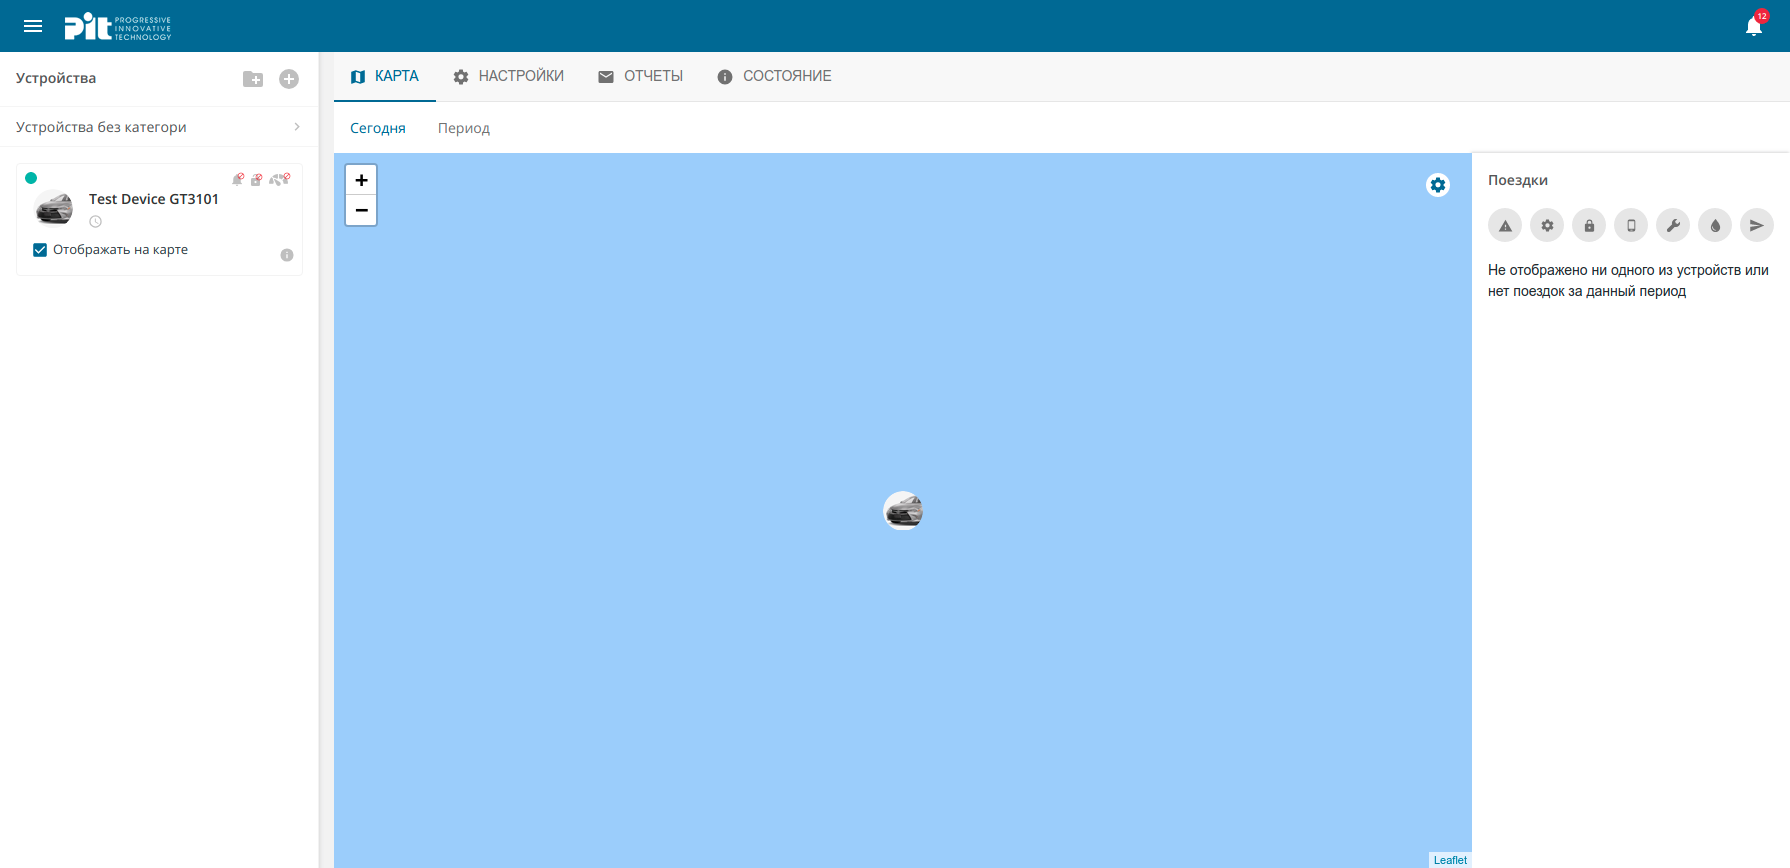 Pit PROGRESSIVE
INNOVATIVE
TECHNOLOGY
12
Устройства
КАРТА НАСТРОЙКИ ОТЧЕТЫ СОСТОЯНИЕ
Устройства без категори
Сегодня Период
Test Device GT3101
Отображать на карте
+
−
Поездки
Не отображено ни одного из устройств или
нет поездок за данный период
Leaflet